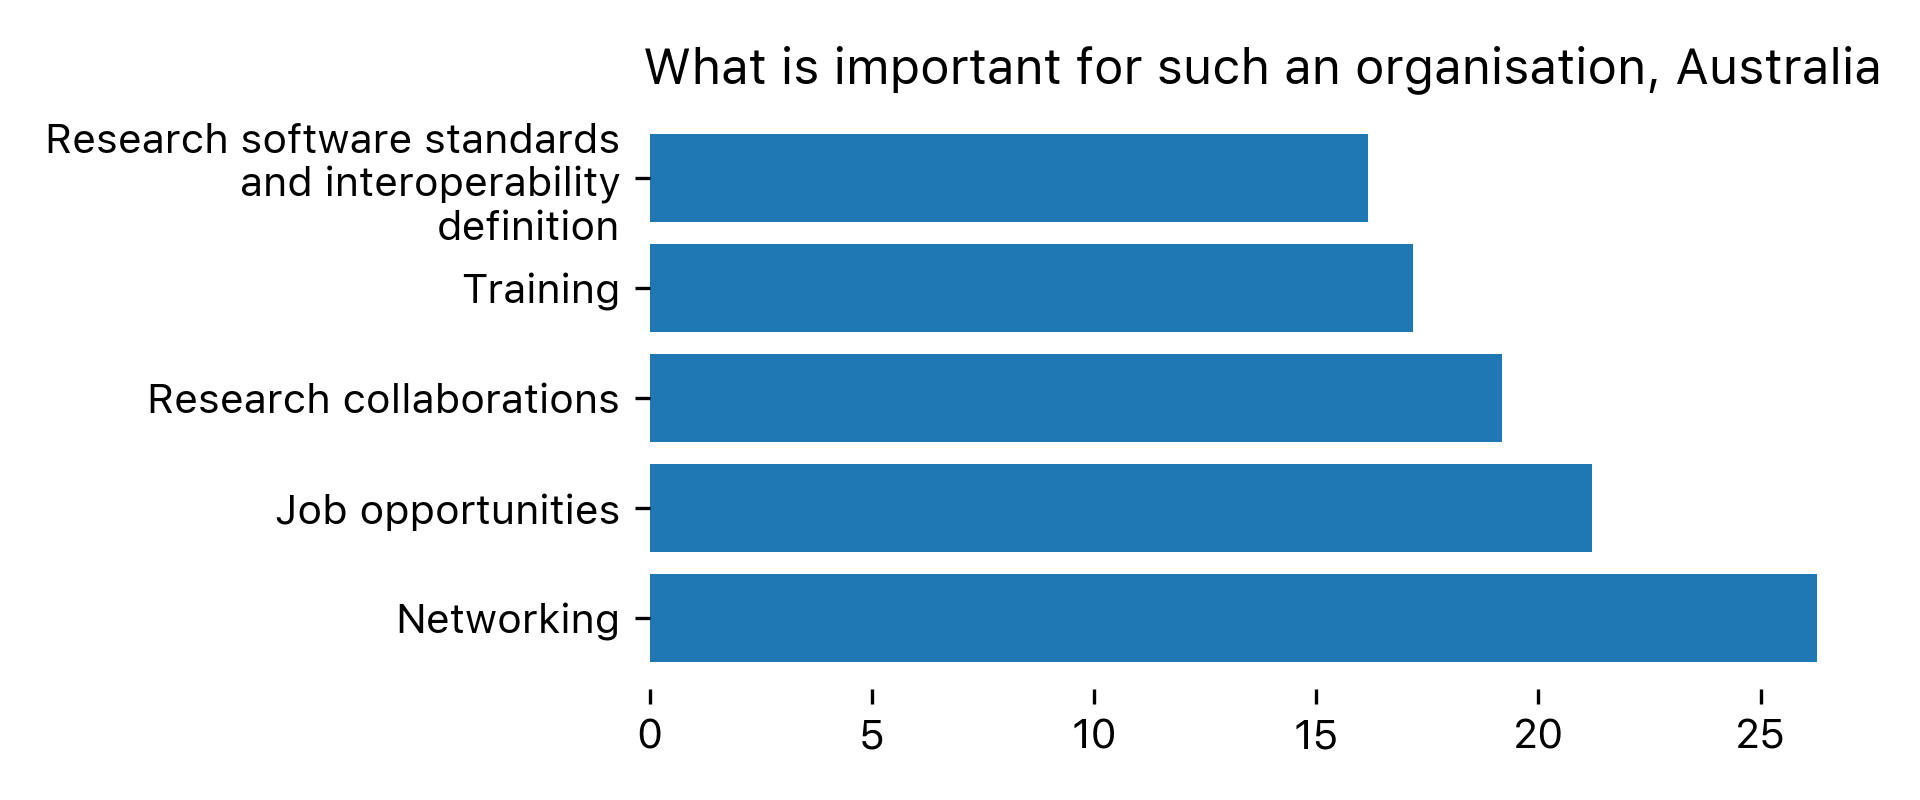 What is important for such an organisation, Australia
Research software standards
and interoperability
definition
Training
Research collaborations
Job opportunities
Networking
0 5 10 15 20 25